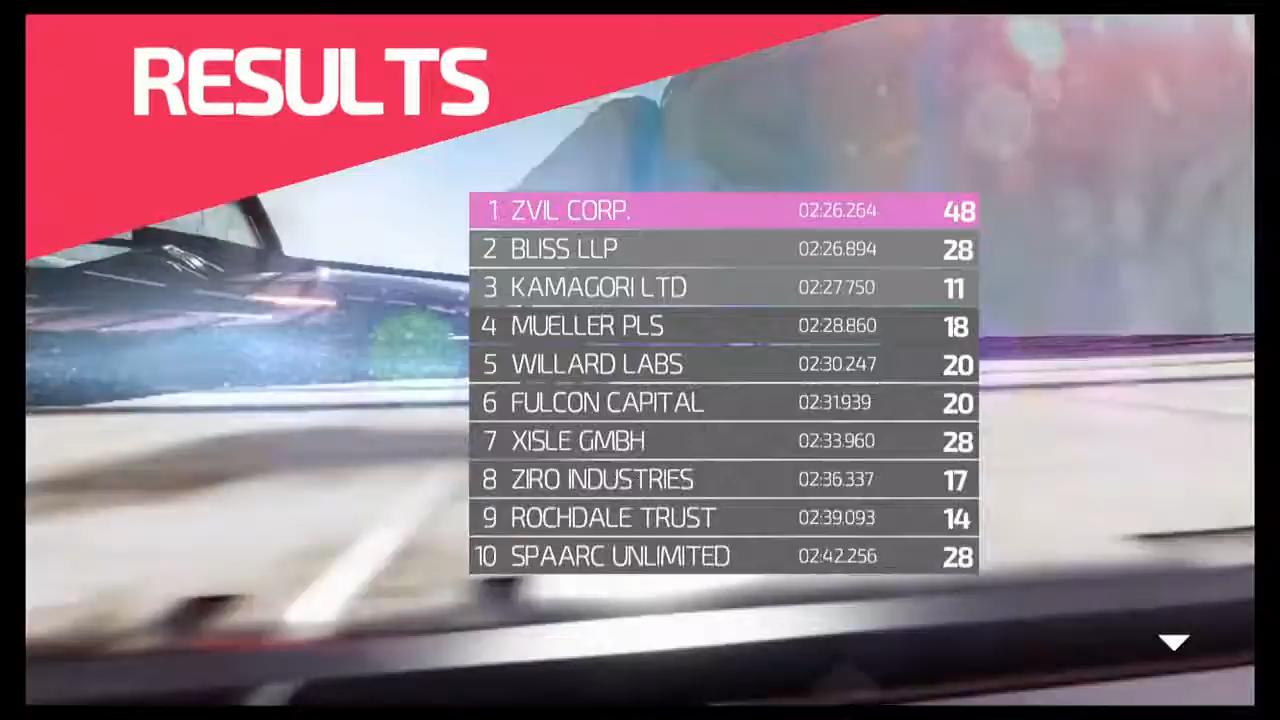 RESULTS
1 ZVIL CORP. 02:26.264 48
2 BLISS LLP 02:26.894 28
3 KAMAGORI LTD 02:27.750 11
4 MUELLER PLS 02:28.860 18
5 WILLARD LABS 02:30.247 20
6 FULCON CAPITAL 02:31.939 20
7 XISLE GMBH 02:33.960 28
8 ZIRO INDUSTRIES 02:36.337 17
9 ROCHDALE TRUST 02:39.093 14
10 SPAARC UNLIMITED 02:42.256 28